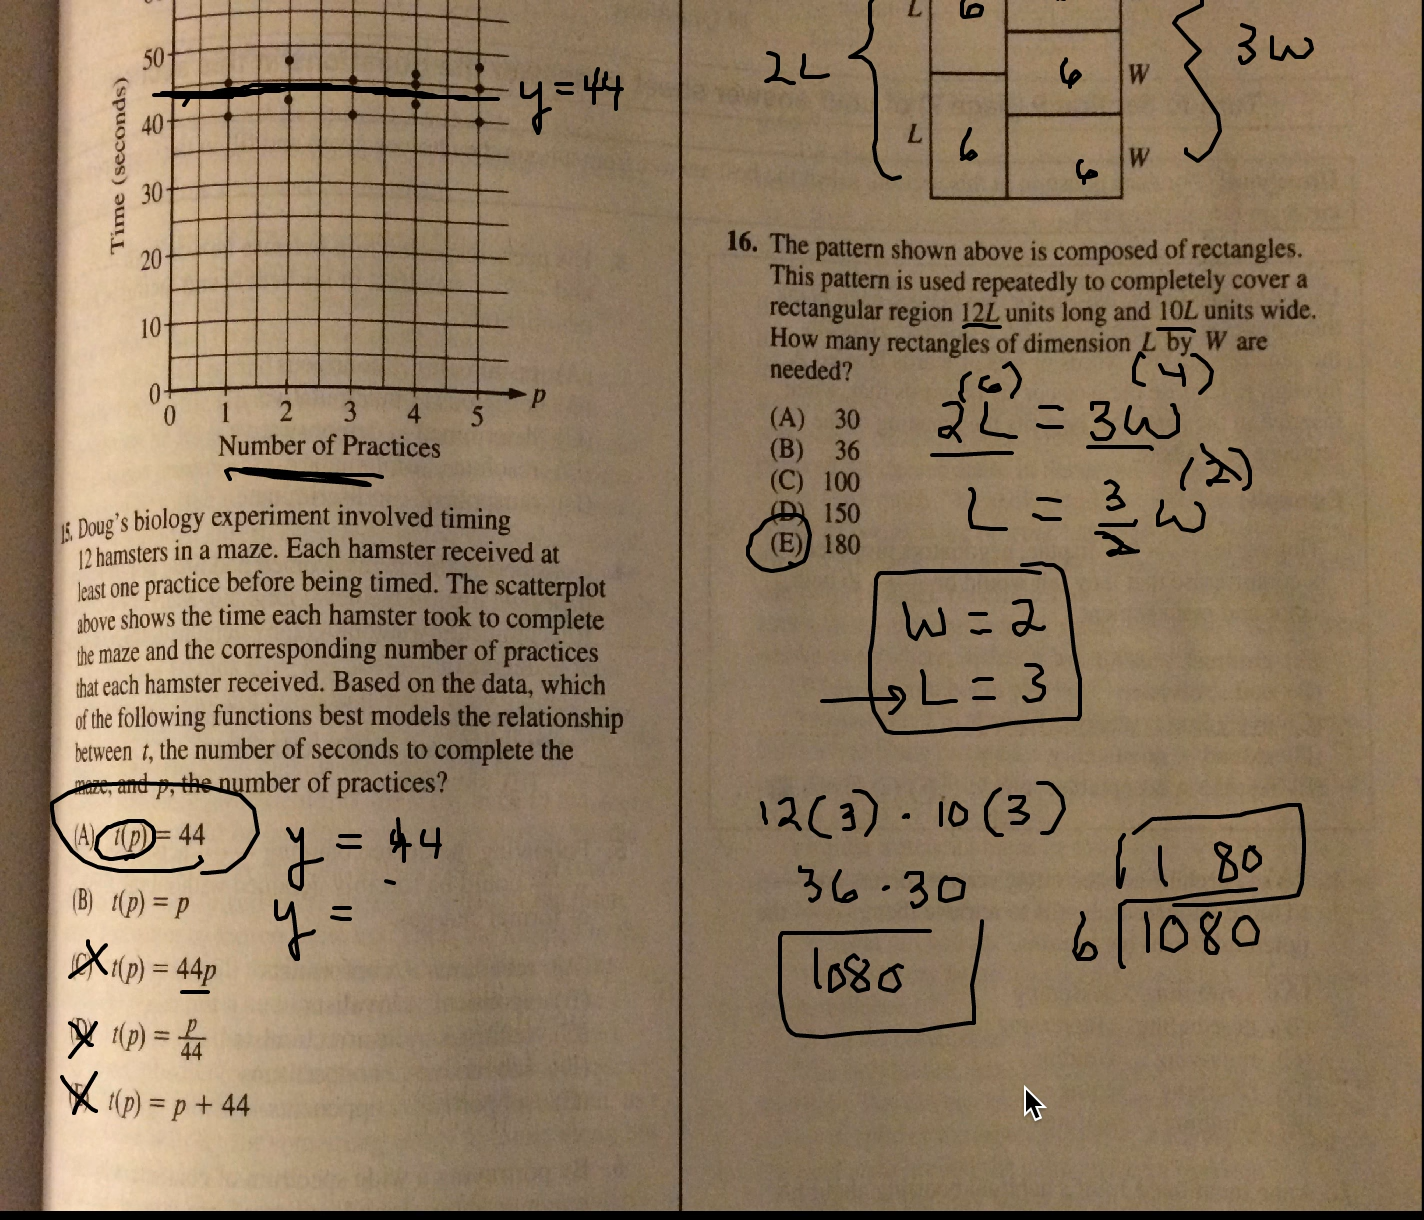 50
40
30
20
10
0
Time (seconds)
y = 44
0 1 2 3 4 5 p
Number of Practices
15. Doug's biology experiment involved timing
12 hamsters in a maze. Each hamster received at
least one practice before being timed. The scatterplot
above shows the time each hamster took to complete
the maze and the corresponding number of practices
that each hamster received. Based on the data, which
of the following functions best models the relationship
between t, the number of seconds to complete the
maze, and p, the number of practices?
(A) t(p) = 44
(B) t(p) = p
(C) t(p) = 44p
(D) t(p) = p/44
(E) t(p) = p + 44
y = 44
y =
2L
L
L
6
6
6
6
W
W
3W
16. The pattern shown above is composed of rectangles.
This pattern is used repeatedly to completely cover a
rectangular region 12L units long and 10L units wide.
How many rectangles of dimension L by W are
needed?
(A) 30
(B) 36
(C) 100
(D) 150
(E) 180
(6) (4)
2L = 3W
(2)
L = 3/2 W
W = 2
L = 3
12(3) · 10(3)
36 · 30
1080
180
6 1080